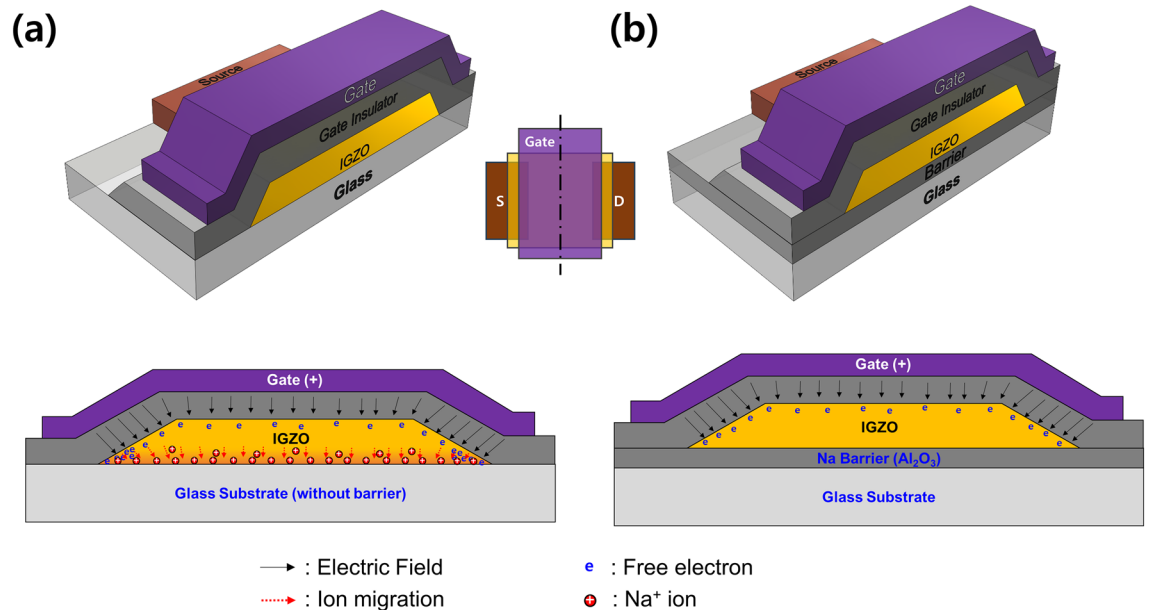 (a)
Source
Gate
Gate Insulator
IGZO
Glass
Gate
S
D
(b)
Source
Gate
Gate Insulator
IGZO
Barrier
Glass
Gate (+)
e e e e e e e e e
IGZO
Glass Substrate (without barrier)
Gate (+)
e e e e e e e e e
IGZO
Na Barrier (Al₂O₃)
Glass Substrate
: Electric Field
e : Free electron
: Ion migration
+ : Na⁺ ion